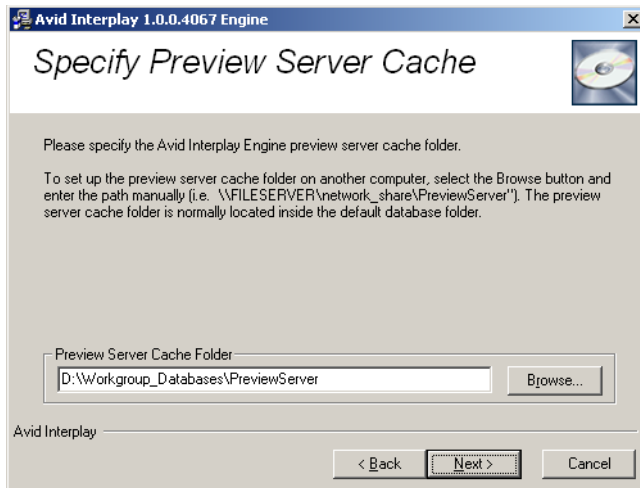 Avid Interplay 1.0.0.4067 Engine
Specify Preview Server Cache
Please specify the Avid Interplay Engine preview server cache folder.
To set up the preview server cache folder on another computer, select the Browse button and
enter the path manually (i.e.  \\FILESERVER\network_share\PreviewServer"). The preview
server cache folder is normally located inside the default database folder.
Preview Server Cache Folder
D:\Workgroup_Databases\PreviewServer
Browse...
Avid Interplay
< Back
Next >
Cancel